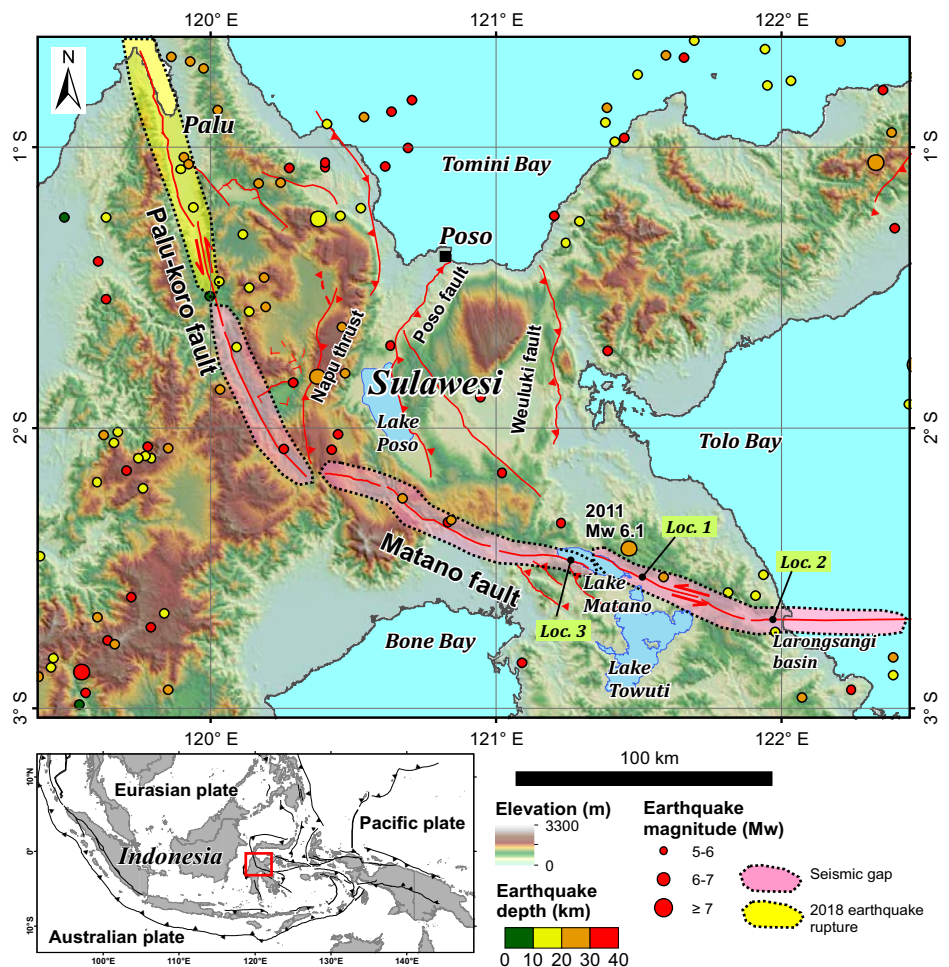 120° E
121° E
122° E
N
Palu
1° S
1° S
Tomini Bay
Poso
Palu-koro fault
Poso fault
Napu thrust
Weuluki fault
Sulawesi
Lake
Poso
2° S
2° S
Tolo Bay
2011
Mw 6.1
Loc. 1
Loc. 2
Matano fault
Lake
Matano
Loc. 3
Bone Bay
Larongsangi
basin
Lake
Towuti
3° S
3° S
120° E
121° E
122° E
10°N
0°
10°S
Eurasian plate
Pacific plate
Indonesia
Australian plate
100°E
110°E
120°E
130°E
140°E
100 km
Elevation (m)
3300
0
Earthquake
depth (km)
0 10 20 30 40
Earthquake
magnitude (Mw)
5-6
6-7
≥ 7
Seismic gap
2018 earthquake
rupture